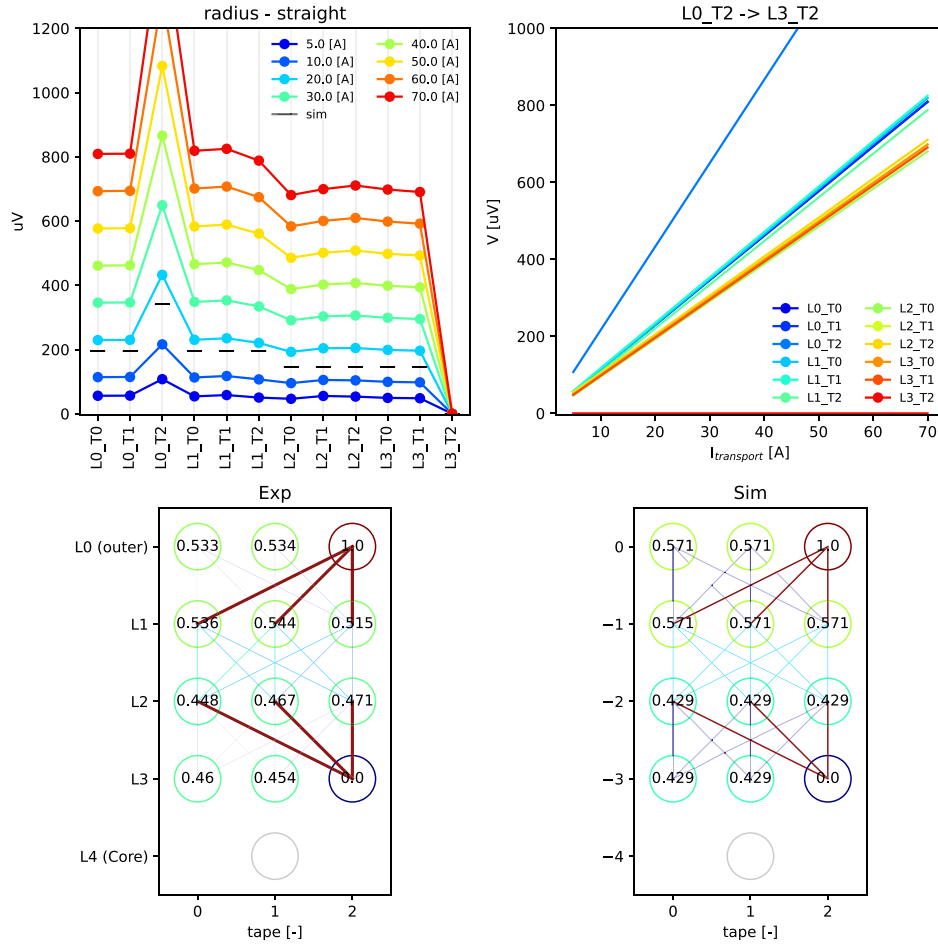 radius - straight
1200
1000
800
600
400
200
0
uV
5.0 [A]
10.0 [A]
20.0 [A]
30.0 [A]
sim
40.0 [A]
50.0 [A]
60.0 [A]
70.0 [A]
L0_T0
L0_T1
L0_T2
L1_T0
L1_T1
L1_T2
L2_T0
L2_T1
L2_T2
L3_T0
L3_T1
L3_T2
L0_T2 -> L3_T2
1000
800
600
400
200
0
V [uV]
L0_T0
L0_T1
L0_T2
L1_T0
L1_T1
L1_T2
L2_T0
L2_T1
L2_T2
L3_T0
L3_T1
L3_T2
10 20 30 40 50 60 70
I_transport [A]
Exp
L0 (outer) 0.533 0.534 1.0
L1 0.536 0.544 0.515
L2 0.448 0.467 0.471
L3 0.46 0.454 0.0
L4 (Core)
0 1 2
tape [-]
Sim
0 0.571 0.571 1.0
−1 0.571 0.571 0.571
−2 0.429 0.429 0.429
−3 0.429 0.429 0.0
−4
0 1 2
tape [-]